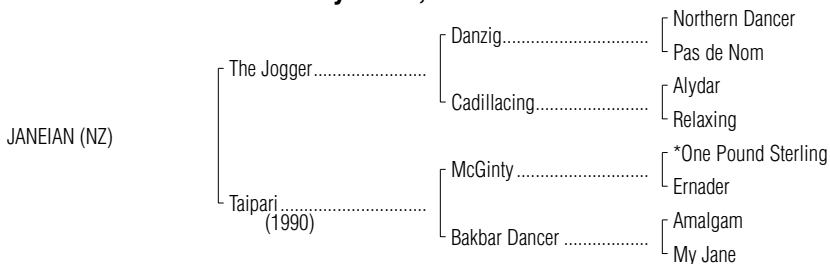 Northern Dancer
Danzig..............................
Pas de Nom
The Jogger........................
Alydar
Cadillacing........................
Relaxing
JANEIAN (NZ)
*One Pound Sterling
McGinty............................
Ernader
Taipari...............................
(1990)
Amalgam
Bakbar Dancer ..................
My Jane